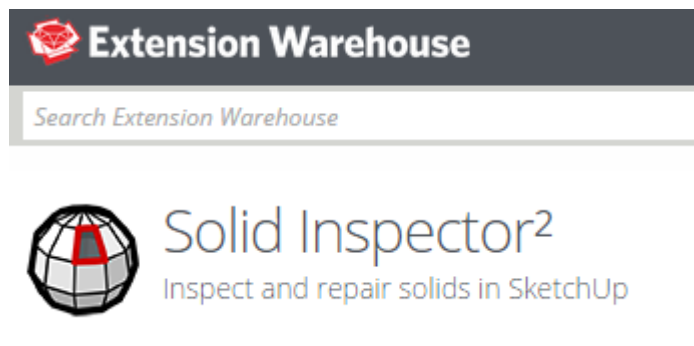 Extension Warehouse
Search Extension Warehouse
Solid Inspector²
Inspect and repair solids in SketchUp